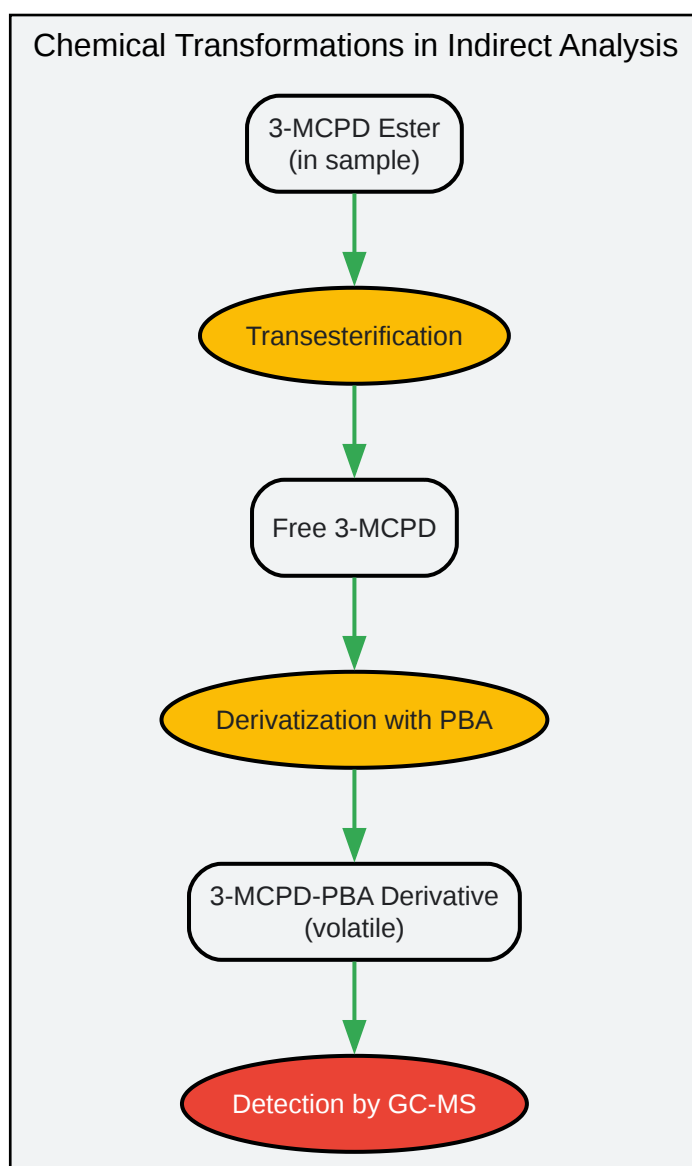 Chemical Transformations in Indirect Analysis
3-MCPD Ester
(in sample)
Transesterification
Free 3-MCPD
Derivatization with PBA
3-MCPD-PBA Derivative
(volatile)
Detection by GC-MS